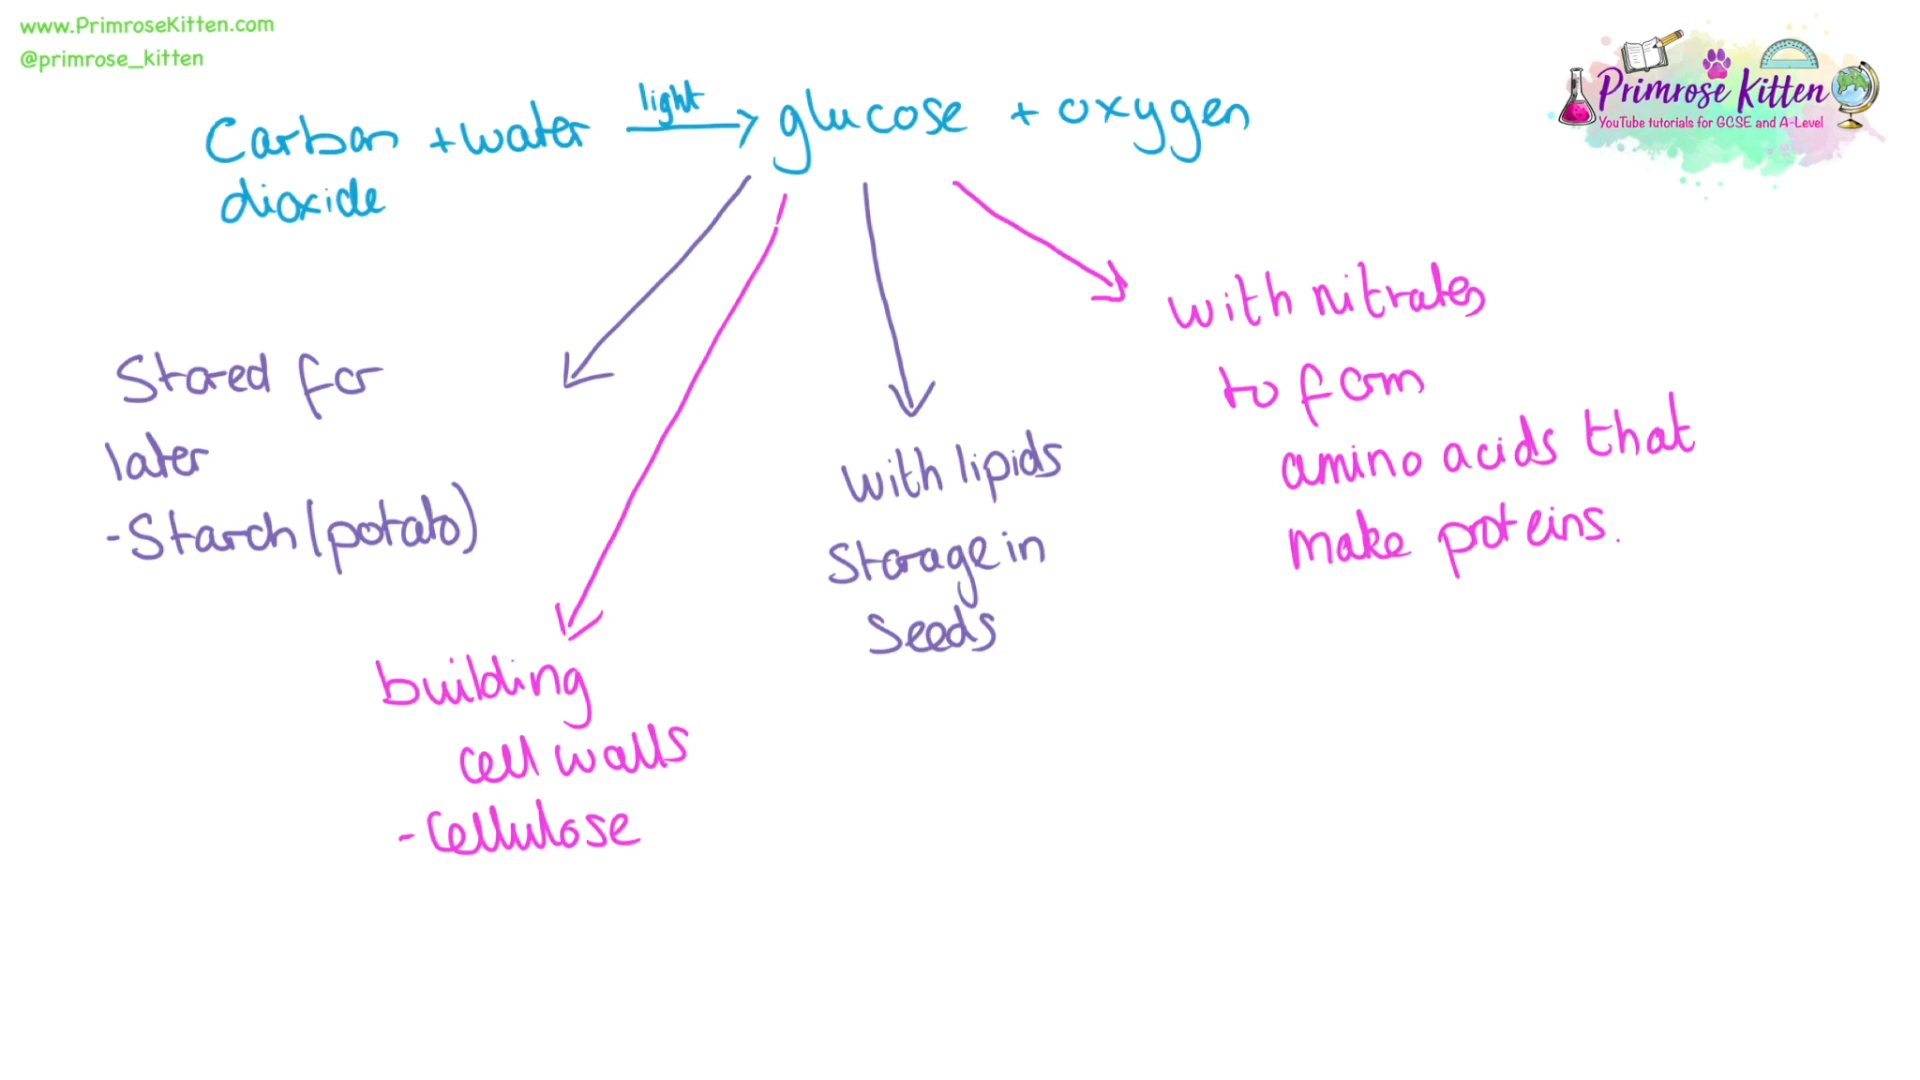 www.PrimroseKitten.com
@primrose_kitten
Primrose Kitten
YouTube tutorials for GCSE and A-Level
Carbon + water light → glucose + oxygen
dioxide
Stored for
later
- Starch (potato)
building
cell walls
- Cellulose
with lipids
Storage in
Seeds
with nitrates
to form
amino acids that
make proteins.